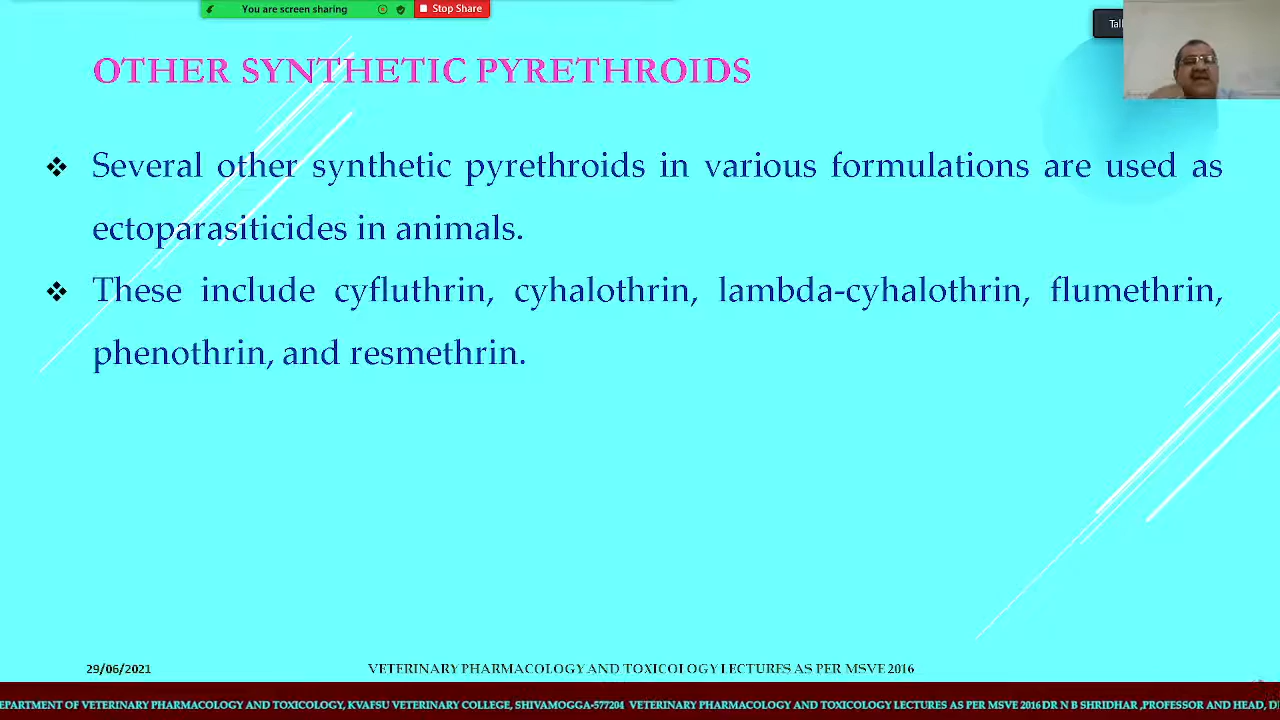 You are screen sharing
Stop Share
OTHER SYNTHETIC PYRETHROIDS
❖ Several other synthetic pyrethroids in various formulations are used as
ectoparasiticides in animals.
❖ These include cyfluthrin, cyhalothrin, lambda-cyhalothrin, flumethrin,
phenothrin, and resmethrin.
29/06/2021
VETERINARY PHARMACOLOGY AND TOXICOLOGY LECTURES AS PER MSVE 2016
OF VETERINARY PHARMACOLOGY AND TOXICOLOGY, KVAFSU VETERINARY COLLEGE, SHIVAMOGGA-577204 VETERINARY PHARMACOLOGY AND TOXICOLOGY LECTURES AS PER MSVE 2016 DR N B SHRIDHAR ,PROFESSOR AND HEAD,